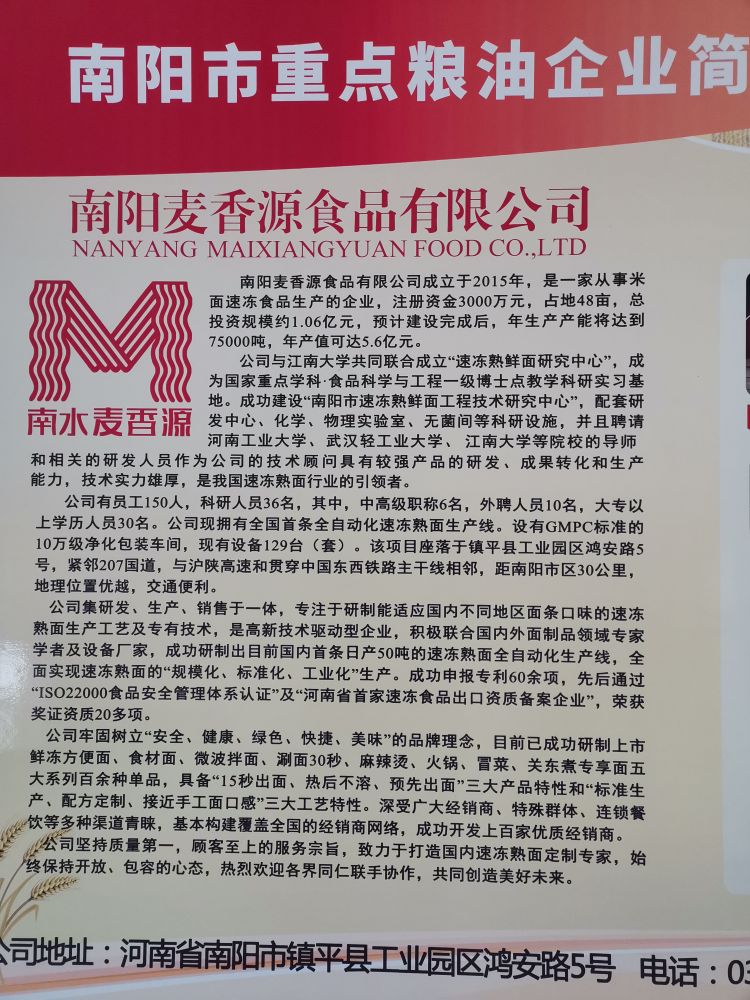 南阳市重点粮油企业简
南阳麦香源食品有限公司
NANYANG MAIXIANGYUAN FOOD CO.,LTD
南水麦香源
南阳麦香源食品有限公司成立于2015年，是一家从事米
面速冻食品生产的企业，注册资金3000万元，占地48亩，总
投资规模约1.06亿元，预计建设完成后，年生产产能将达到
75000吨，年产值可达5.6亿元。
公司与江南大学共同联合成立“速冻熟鲜面研究中心”，成
为国家重点学科·食品科学与工程一级博士点教学科研实习基
地。成功建设“南阳市速冻熟鲜面工程技术研究中心”，配套研
发中心、化学、物理实验室、无菌间等科研设施，并且聘请
河南工业大学、武汉轻工业大学、江南大学等院校的导师
和相关的研发人员作为公司的技术顾问具有较强产品的研发、成果转化和生产
能力，技术实力雄厚，是我国速冻熟面行业的引领者。
公司有员工150人，科研人员36名，其中，中高级职称6名，外聘人员10名，大专以
上学历人员30名。公司现拥有全国首条全自动化速冻熟面生产线。设有GMPC标准的
10万级净化包装车间，现有设备129台（套）。该项目座落于镇平县工业园区鸿安路5
号，紧邻207国道，与沪陕高速和贯穿中国东西铁路主干线相邻，距南阳市区30公里，
地理位置优越，交通便利。
公司集研发、生产、销售于一体，专注于研制能适应国内不同地区面条口味的速冻
熟面生产工艺及专有技术，是高新技术驱动型企业，积极联合国内外面制品领域专家
学者及设备厂家，成功研制出目前国内首条日产50吨的速冻熟面全自动化生产线，全
面实现速冻熟面的“规模化、标准化、工业化”生产。成功申报专利60余项，先后通过
“ISO22000食品安全管理体系认证”及“河南省首家速冻食品出口资质备案企业”，荣获
奖证资质20多项。
公司牢固树立“安全、健康、绿色、快捷、美味”的品牌理念，目前已成功研制上市
鲜冻方便面、食材面、微波拌面、涮面30秒、麻辣烫、火锅、冒菜、关东煮专享面五
大系列百余种单品，具备“15秒出面、热后不溶、预先出面”三大产品特性和“标准生
产、配方定制、接近手工面口感”三大工艺特性。深受广大经销商、特殊群体、连锁餐
饮等多种渠道青睐，基本构建覆盖全国的经销商网络，成功开发上百家优质经销商。
公司坚持质量第一，顾客至上的服务宗旨，致力于打造国内速冻熟面定制专家，始
终保持开放、包容的心态，热烈欢迎各界同仁联手协作，共同创造美好未来。
公司地址：河南省南阳市镇平县工业园区鸿安路5号 电话：03